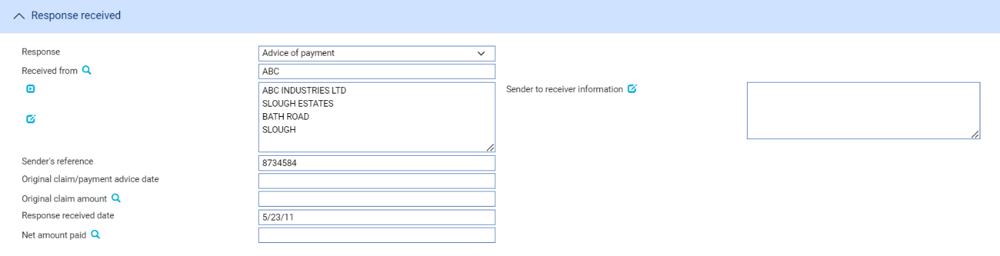 Response received
Response
Advice of payment
Received from
ABC
ABC INDUSTRIES LTD
SLOUGH ESTATES
BATH ROAD
SLOUGH
Sender to receiver information
Sender's reference
8734584
Original claim/payment advice date
Original claim amount
Response received date
5/23/11
Net amount paid